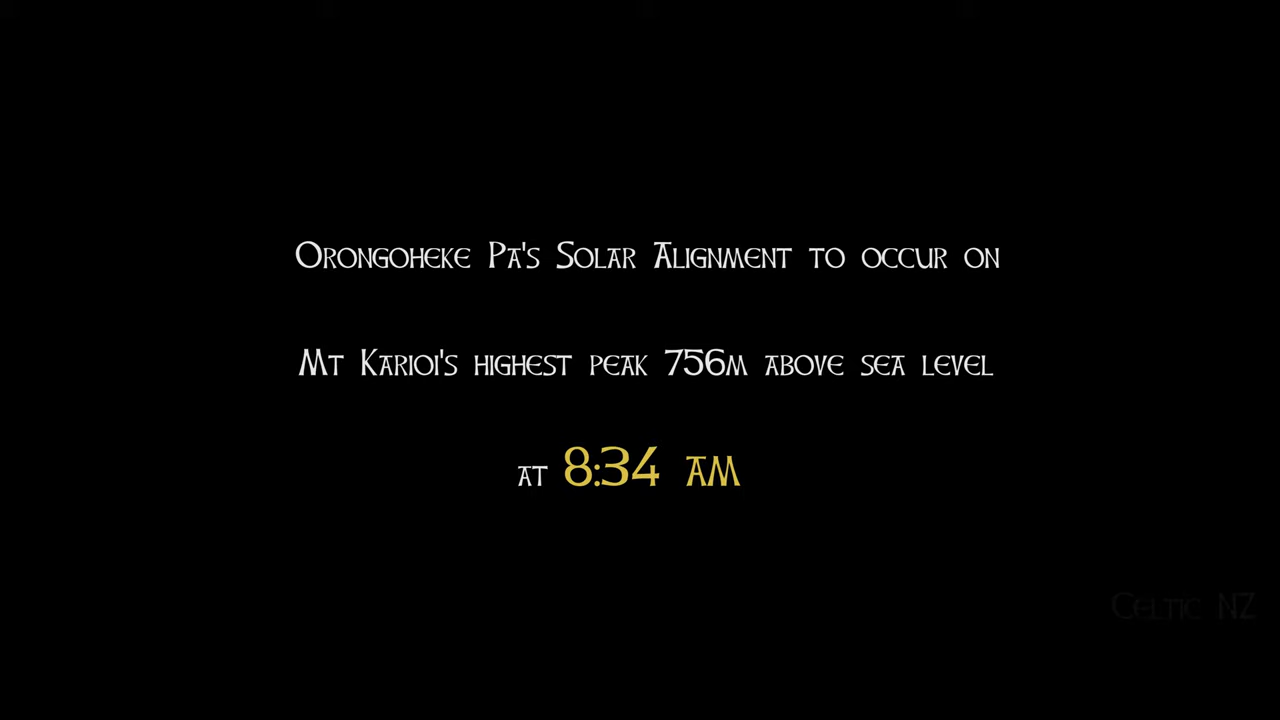 Orongoheke Pa's Solar Alignment to occur on
Mt Karioi's highest peak 756m above sea level
at 8:34 AM
Celtic NZ